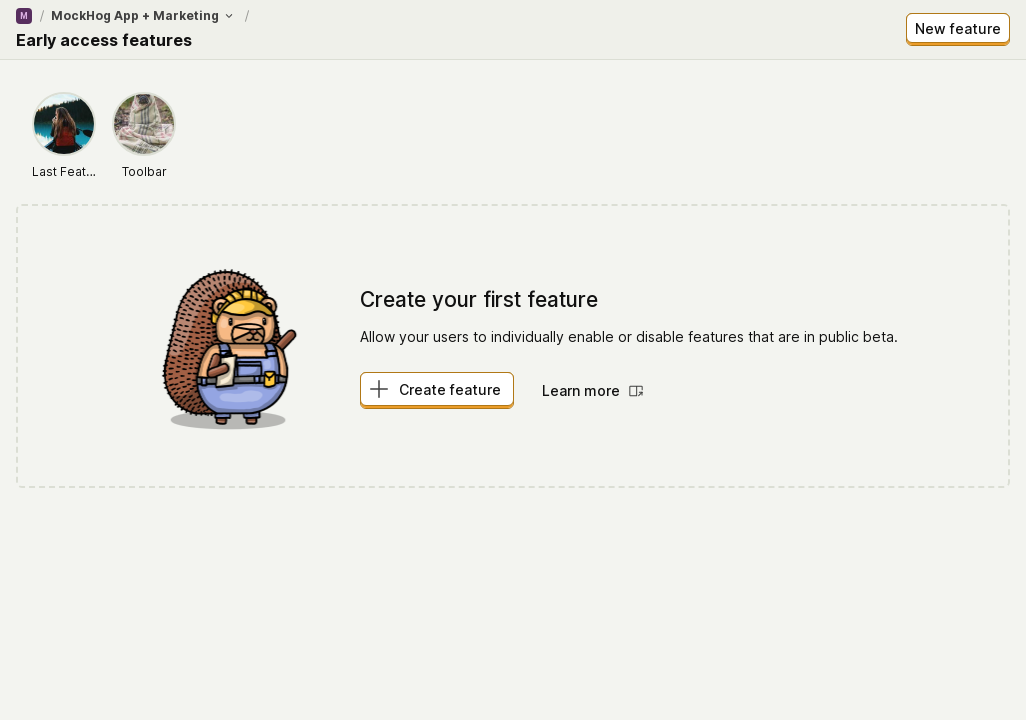 M / MockHog App + Marketing /
Early access features
New feature
Last Feat...
Toolbar
Create your first feature
Allow your users to individually enable or disable features that are in public beta.
Create feature
Learn more